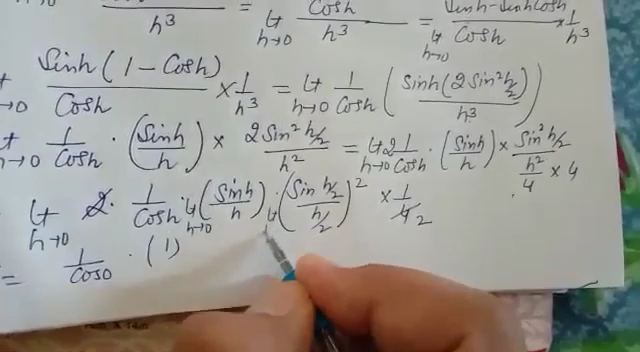 h³ = Lt h→0 Cosh / h³ = Lt h→0 Sinh - Sinh Cosh / Cosh × 1/h³
→0 Sinh (1 - Cosh) / Cosh × 1/h³ = Lt h→0 1/Cosh ( Sinh (2 Sin² h/2) / h³ )
→0 1/Cosh · (Sinh / h) × 2 Sin² h/2 / h² = Lt h→0 2 1/Cosh · (Sinh / h) × Sin² h/2 / h²/4 × 4
Lt h→0 2 · 1/Cosh · Lt h→0 (Sinh / h) · Lt (Sin h/2 / h/2)² × 1/4 2
= 1/Cos0 · (1)